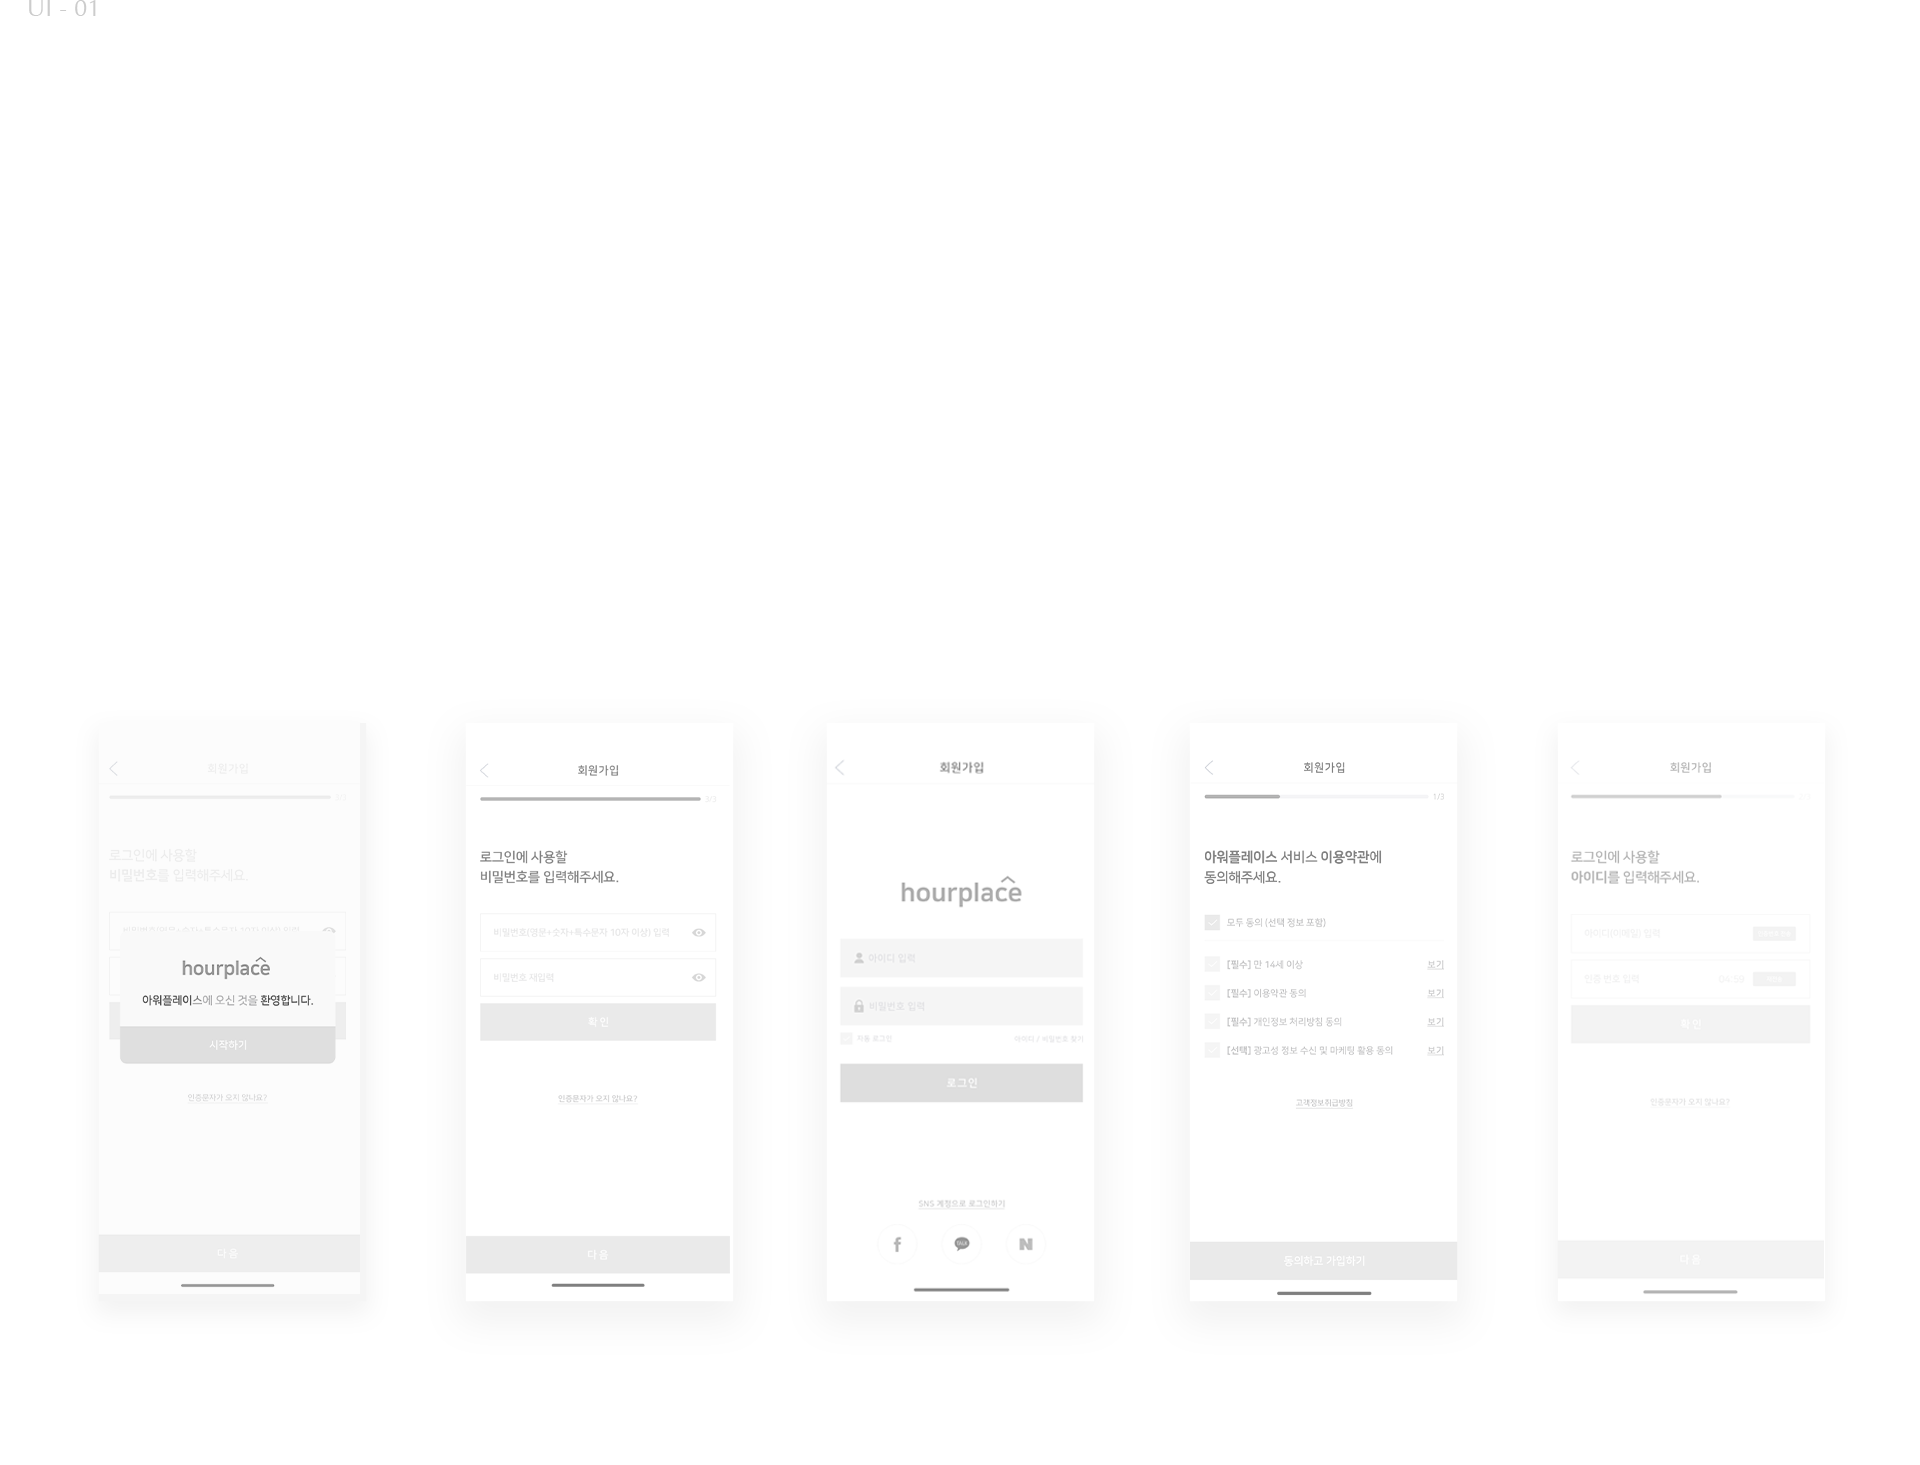 UI - 01
회원가입
로그인에 사용할
비밀번호를 입력해주세요.
hourplace
아워플레이스에 오신 것을 환영합니다.
시작하기
인증문자가 오지 않나요?
다음
회원가입
3/3
로그인에 사용할
비밀번호를 입력해주세요.
비밀번호(영문+숫자+특수문자 10자 이상) 입력
비밀번호 재입력
확인
인증문자가 오지 않나요?
다음
회원가입
hourplace
아이디 입력
비밀번호 입력
자동 로그인
아이디 / 비밀번호 찾기
로그인
SNS 계정으로 로그인하기
f
TALK
N
회원가입
1/3
아워플레이스 서비스 이용약관에
동의해주세요.
모두 동의 (선택 정보 포함)
[필수] 만 14세 이상 보기
[필수] 이용약관 동의 보기
[필수] 개인정보 처리방침 동의 보기
[선택] 광고성 정보 수신 및 마케팅 활용 동의 보기
고객정보취급방침
동의하고 가입하기
회원가입
로그인에 사용할
아이디를 입력해주세요.
아이디(이메일) 입력
인증 번호 입력
확인
인증문자가 오지 않나요?
다음